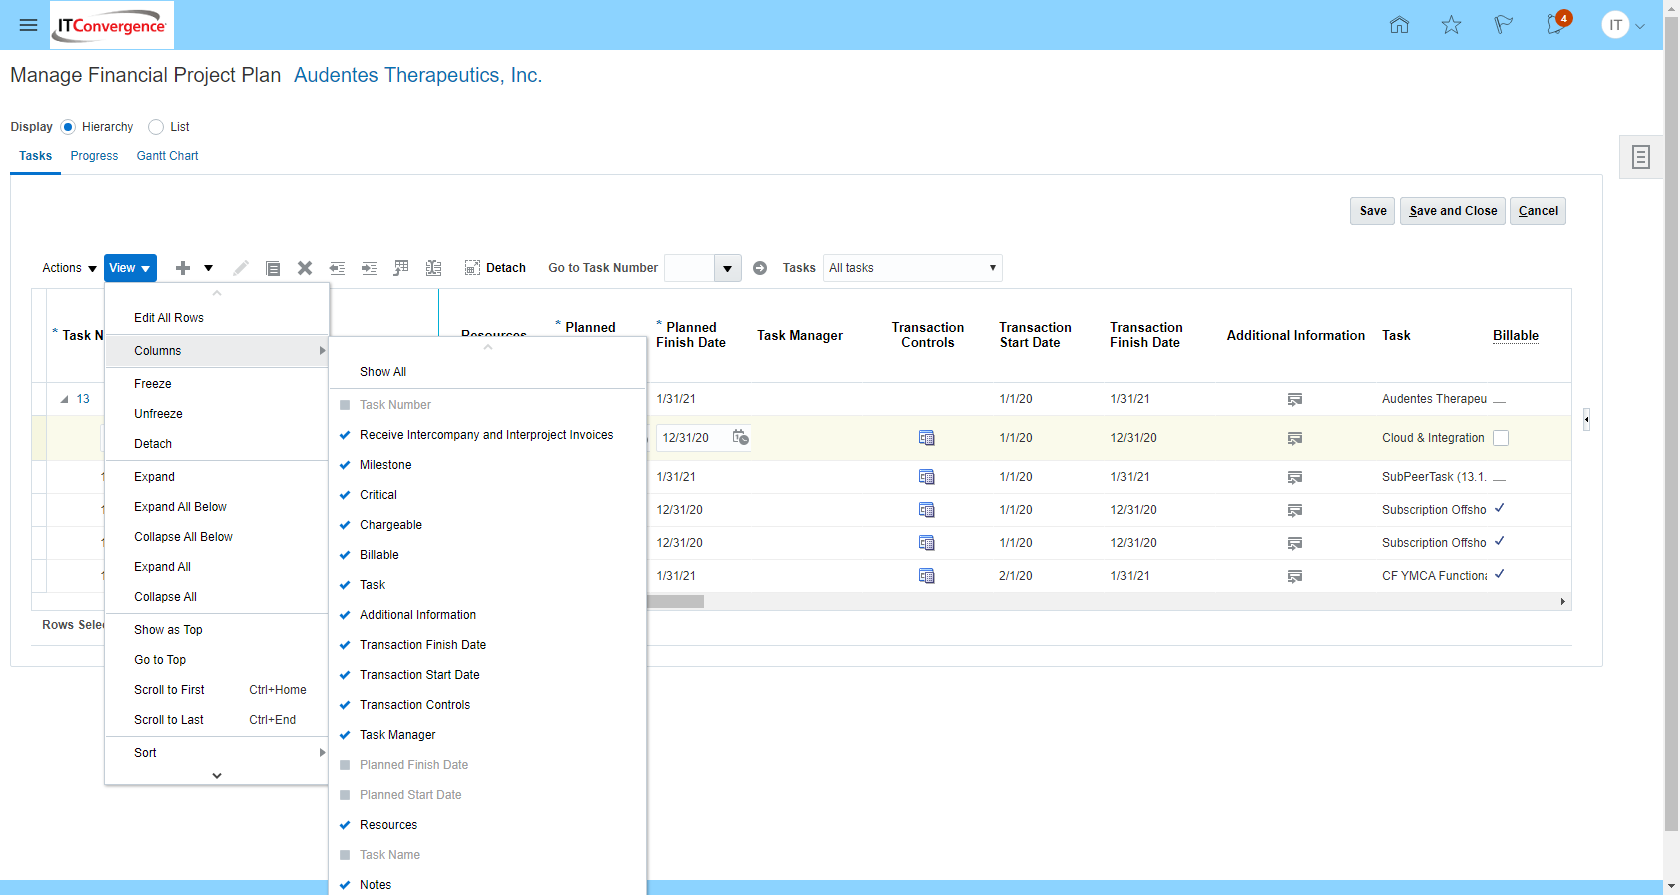 ITConvergence
4
IT
Manage Financial Project Plan Audentes Therapeutics, Inc.
Display Hierarchy List
Tasks Progress Gantt Chart
Save Save and Close Cancel
Actions View Detach Go to Task Number Tasks All tasks
* Task N
* Planned
* Planned Finish Date
Task Manager
Transaction Controls
Transaction Start Date
Transaction Finish Date
Additional Information
Task
Billable
13 1/31/21 1/1/20 1/31/21 Audentes Therapeu
12/31/20 1/1/20 12/31/20 Cloud & Integration
1/31/21 1/1/20 1/31/21 SubPeerTask (13.1.
12/31/20 1/1/20 12/31/20 Subscription Offsho
12/31/20 1/1/20 12/31/20 Subscription Offsho
1/31/21 2/1/20 1/31/21 CF YMCA Functiona
Rows Selec
Edit All Rows
Columns
Freeze
Unfreeze
Detach
Expand
Expand All Below
Collapse All Below
Expand All
Collapse All
Show as Top
Go to Top
Scroll to First Ctrl+Home
Scroll to Last Ctrl+End
Sort
Show All
Task Number
Receive Intercompany and Interproject Invoices
Milestone
Critical
Chargeable
Billable
Task
Additional Information
Transaction Finish Date
Transaction Start Date
Transaction Controls
Task Manager
Planned Finish Date
Planned Start Date
Resources
Task Name
Notes